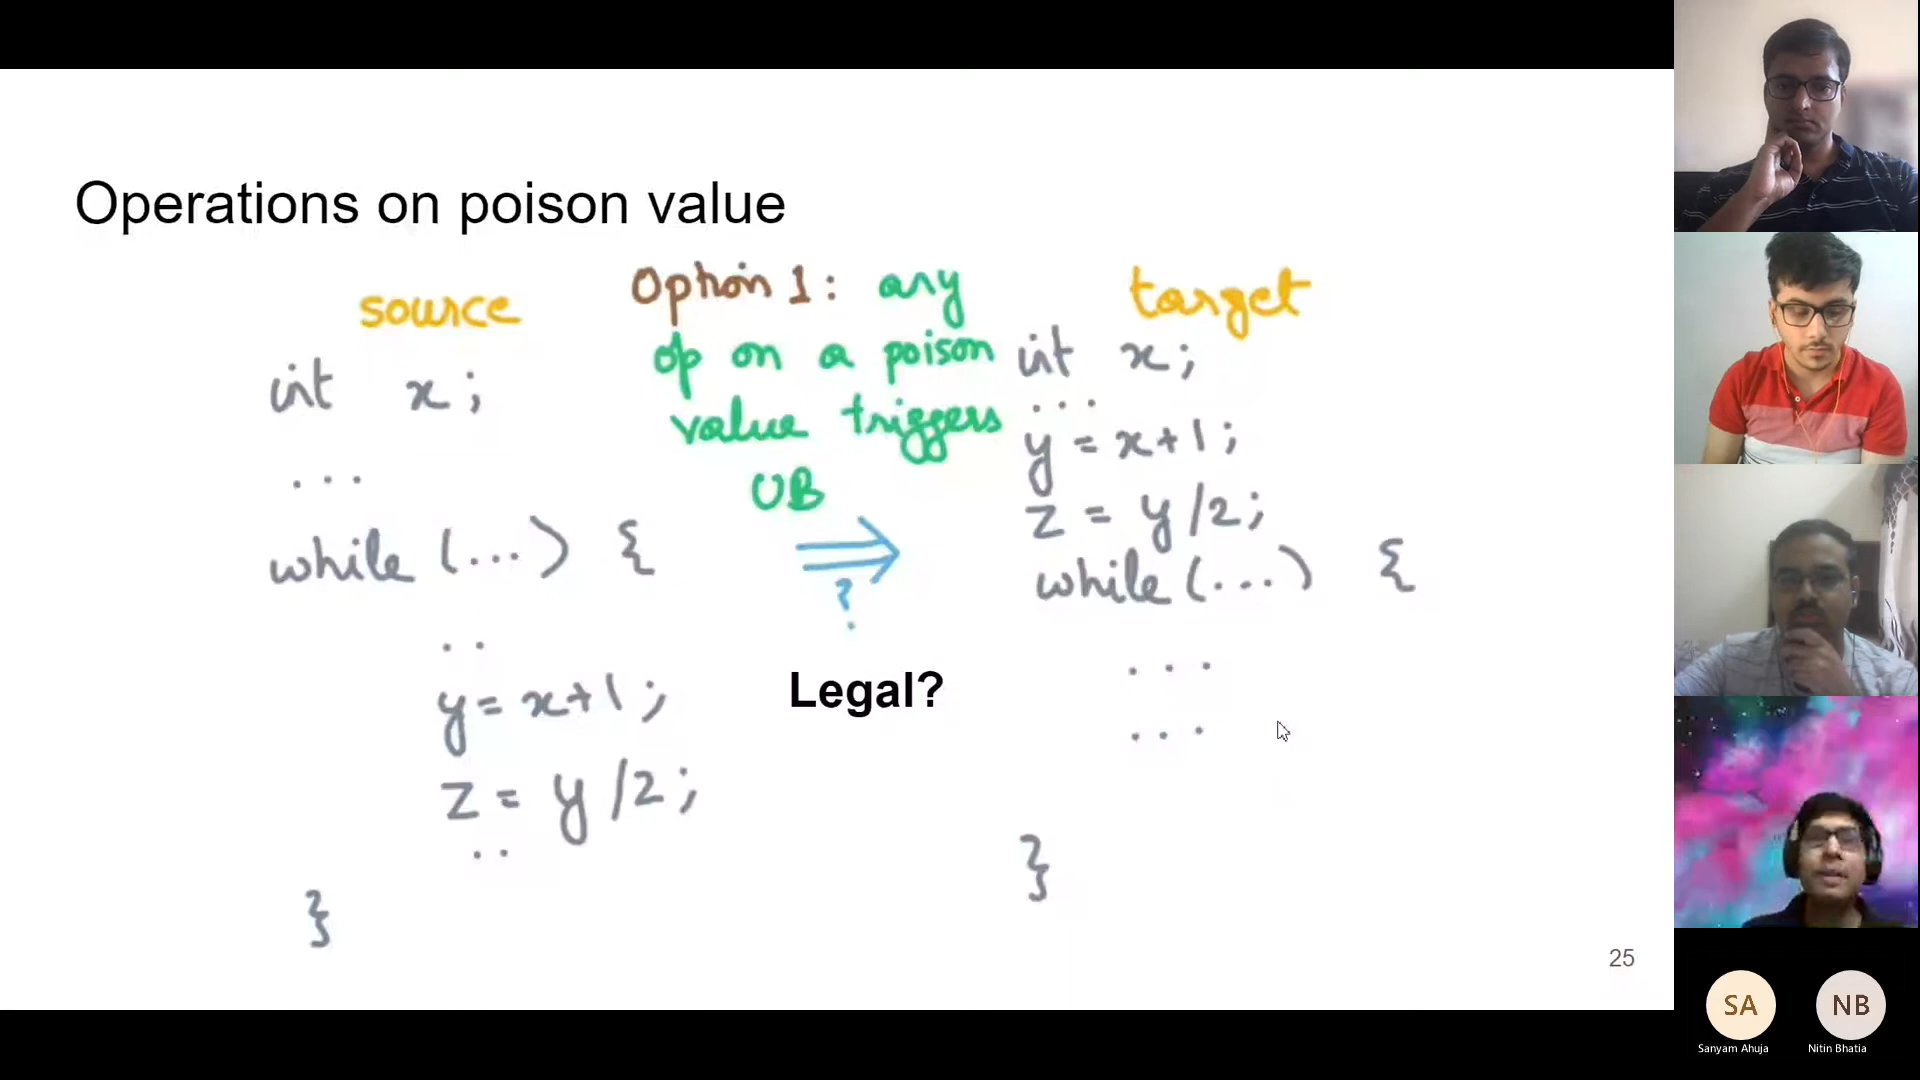 Operations on poison value
source
int x;
...
while (...) {
..
y = x+1;
z = y/2;
..
}
Option 1: any
op on a poison
value triggers
UB
?
Legal?
target
int x;
...
y = x+1;
z = y/2;
while (...) {
...
...
}
25
SA
Sanyam Ahuja
NB
Nitin Bhatia